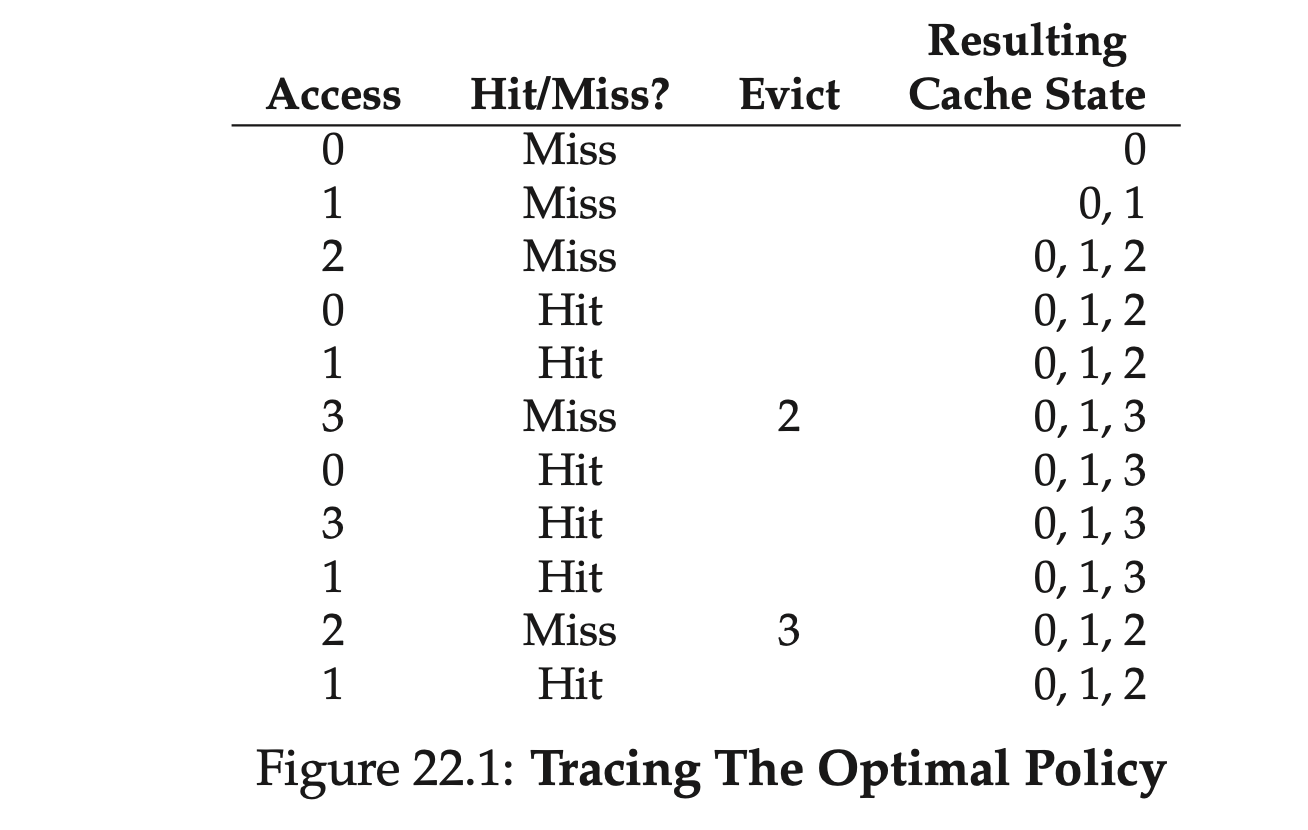 Resulting
Access Hit/Miss? Evict Cache State
0 Miss 0
1 Miss 0, 1
2 Miss 0, 1, 2
0 Hit 0, 1, 2
1 Hit 0, 1, 2
3 Miss 2 0, 1, 3
0 Hit 0, 1, 3
3 Hit 0, 1, 3
1 Hit 0, 1, 3
2 Miss 3 0, 1, 2
1 Hit 0, 1, 2
Figure 22.1: Tracing The Optimal Policy